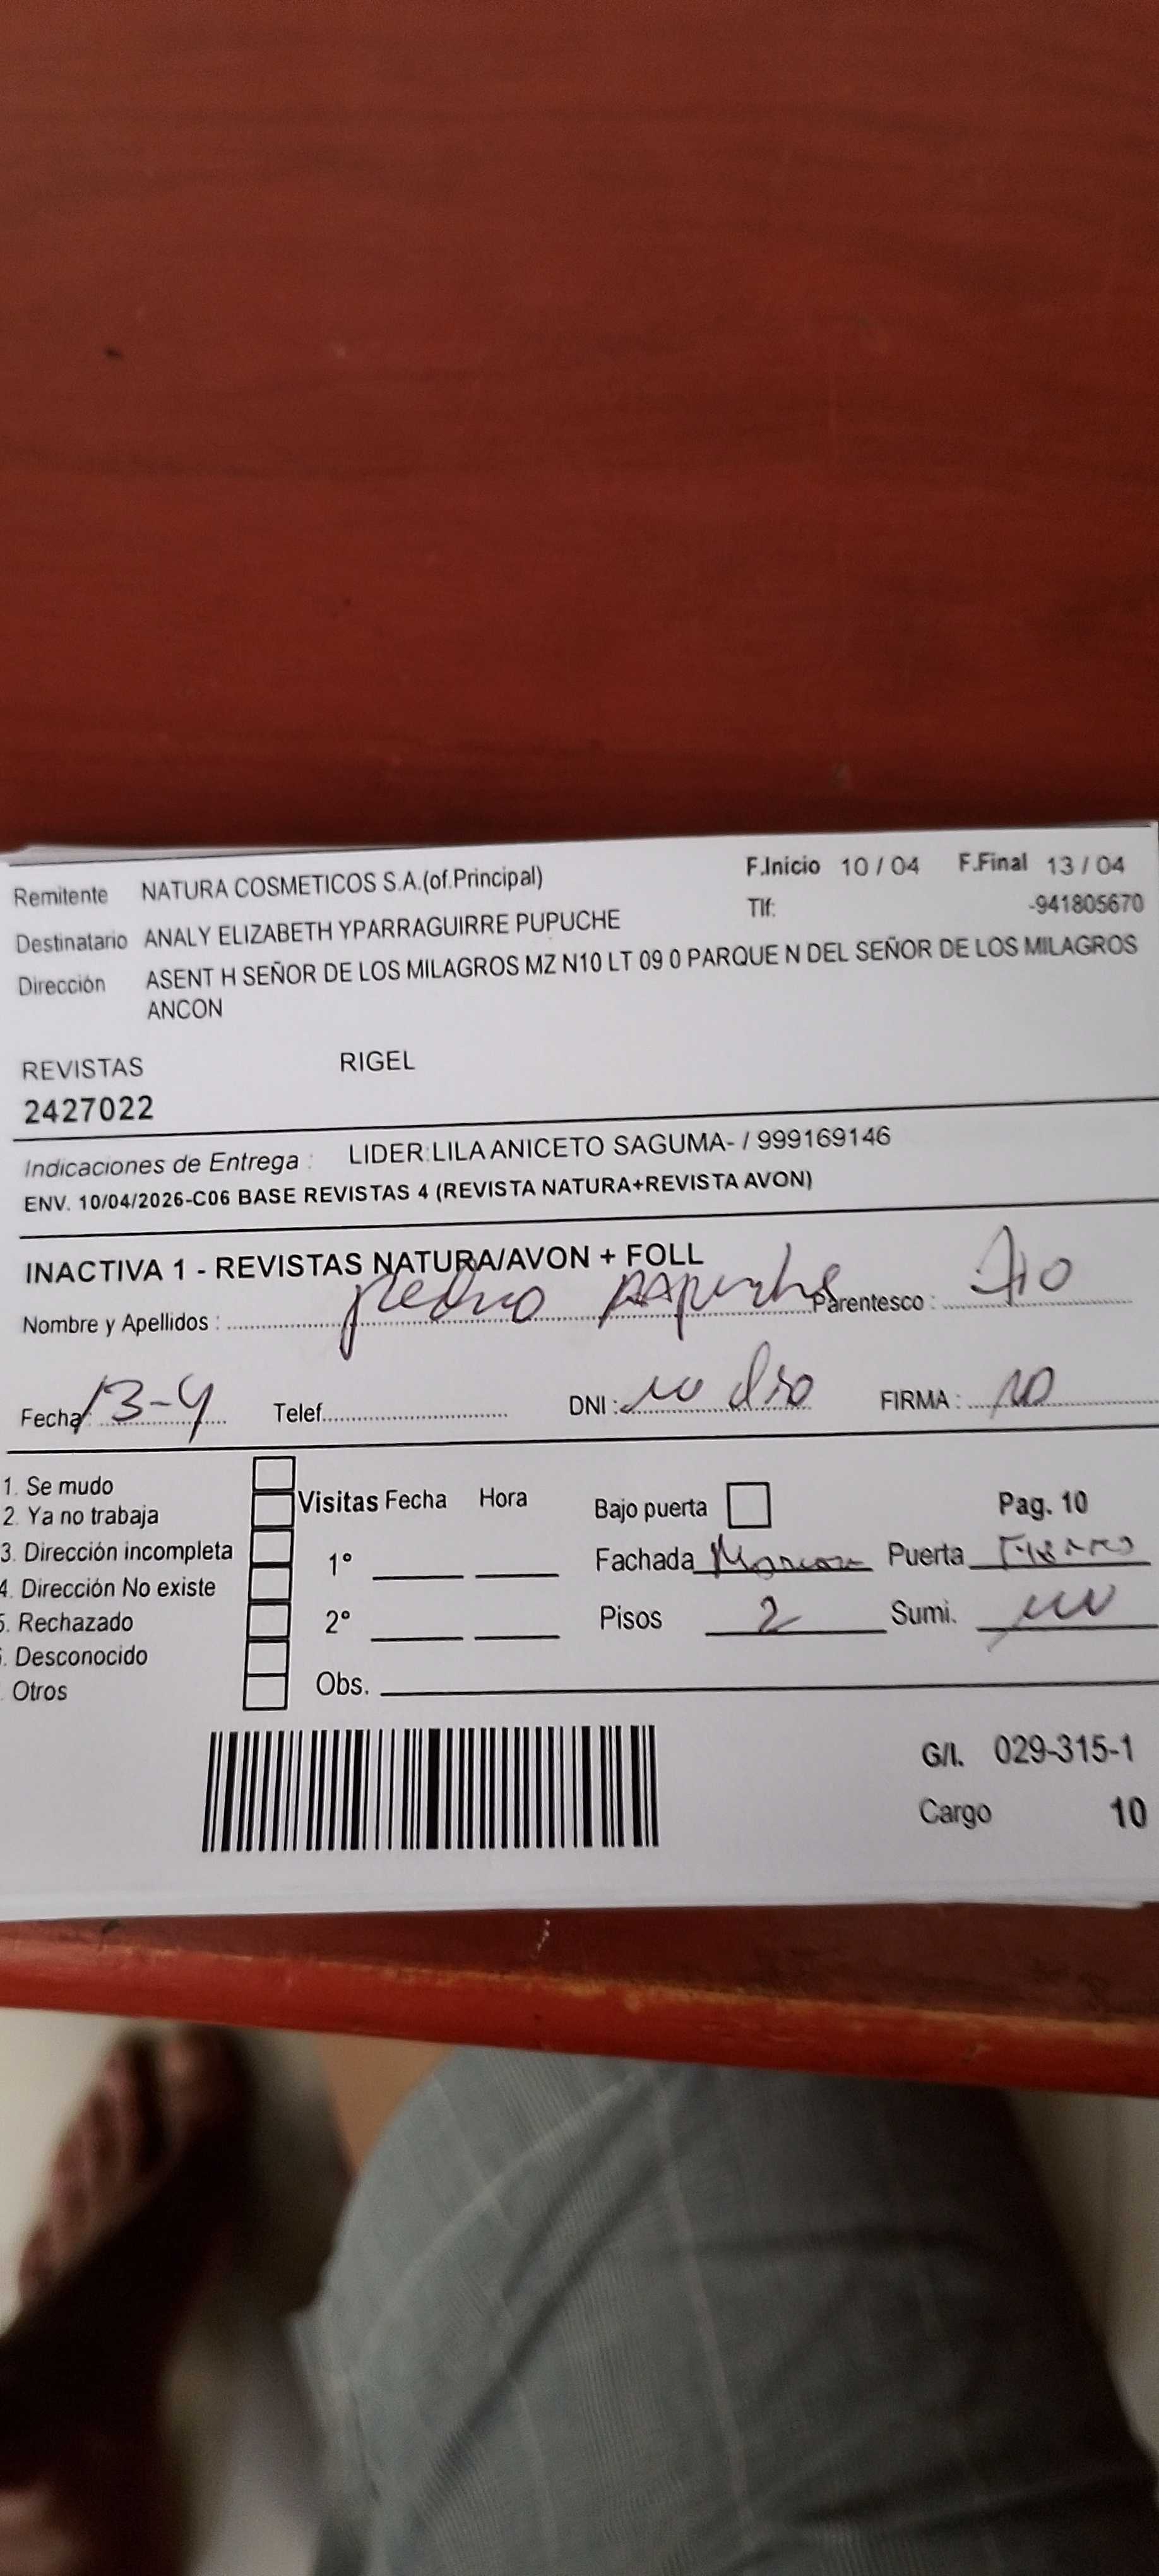 Remitente NATURA COSMETICOS S.A.(of.Principal) F.Inicio 10 / 04 F.Final 13 / 04
Destinatario ANALY ELIZABETH YPARRAGUIRRE PUPUCHE Tlf: -941805670
Dirección ASENT H SEÑOR DE LOS MILAGROS MZ N10 LT 09 0 PARQUE N DEL SEÑOR DE LOS MILAGROS
ANCON
REVISTAS RIGEL
2427022
Indicaciones de Entrega : LIDER:LILA ANICETO SAGUMA- / 999169146
ENV. 10/04/2026-C06 BASE REVISTAS 4 (REVISTA NATURA+REVISTA AVON)
INACTIVA 1 - REVISTAS NATURA/AVON + FOLL
Nombre y Apellidos : Pedro Parentesco : Tio
Fecha 13-4 Telef. DNI : no dio FIRMA : no
1. Se mudo
2. Ya no trabaja Visitas Fecha Hora Bajo puerta Pag. 10
3. Dirección incompleta 1° Fachada Puerta Fierro
4. Dirección No existe
5. Rechazado 2° Pisos 2 Sumi.
. Desconocido
. Otros Obs.
G/I. 029-315-1
Cargo 10